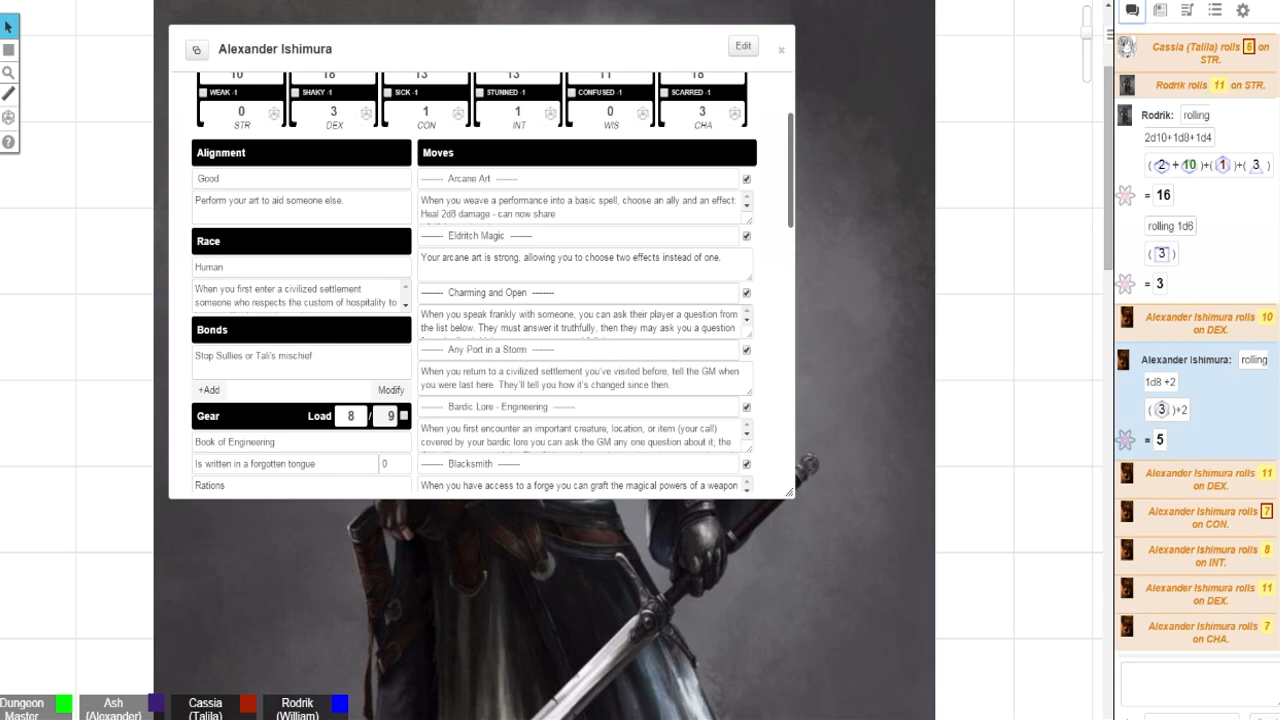 Alexander Ishimura
Edit
×
10 18 13 13 11 18
WEAK -1 SHAKY -1 SICK -1 STUNNED -1 CONFUSED -1 SCARRED -1
0 3 1 1 0 3
STR DEX CON INT WIS CHA
Alignment
Good
Perform your art to aid someone else.
Race
Human
When you first enter a civilized settlement
someone who respects the custom of hospitality to
Bonds
Stop Sullies or Tali's mischief
+Add Modify
Gear Load 8 / 9
Book of Engineering
Is written in a forgotten tongue 0
Rations
Moves
-------- Arcane Art --------
When you weave a performance into a basic spell, choose an ally and an effect:
Heal 2d8 damage - can now share
-------- Eldritch Magic --------
Your arcane art is strong, allowing you to choose two effects instead of one.
-------- Charming and Open --------
When you speak frankly with someone, you can ask their player a question from
the list below. They must answer it truthfully, then they may ask you a question
-------- Any Port in a Storm --------
When you return to a civilized settlement you've visited before, tell the GM when
you were last here. They'll tell you how it's changed since then.
-------- Bardic Lore - Engineering --------
When you first encounter an important creature, location, or item (your call)
covered by your bardic lore you can ask the GM any one question about it; the
-------- Blacksmith --------
When you have access to a forge you can graft the magical powers of a weapon
Cassia (Talila) rolls 6 on
STR.
Rodrik rolls 11 on STR.
Rodrik: rolling
2d10+1d8+1d4
(2+10)+(1)+(3)
= 16
rolling 1d6
(3)
= 3
Alexander Ishimura rolls 10
on DEX.
Alexander Ishimura: rolling
1d8 +2
(3)+2
= 5
Alexander Ishimura rolls 11
on DEX.
Alexander Ishimura rolls 7
on CON.
Alexander Ishimura rolls 8
on INT.
Alexander Ishimura rolls 11
on DEX.
Alexander Ishimura rolls 7
on CHA.
Dungeon
Master
Ash
(Alexander)
Cassia
(Talila)
Rodrik
(William)